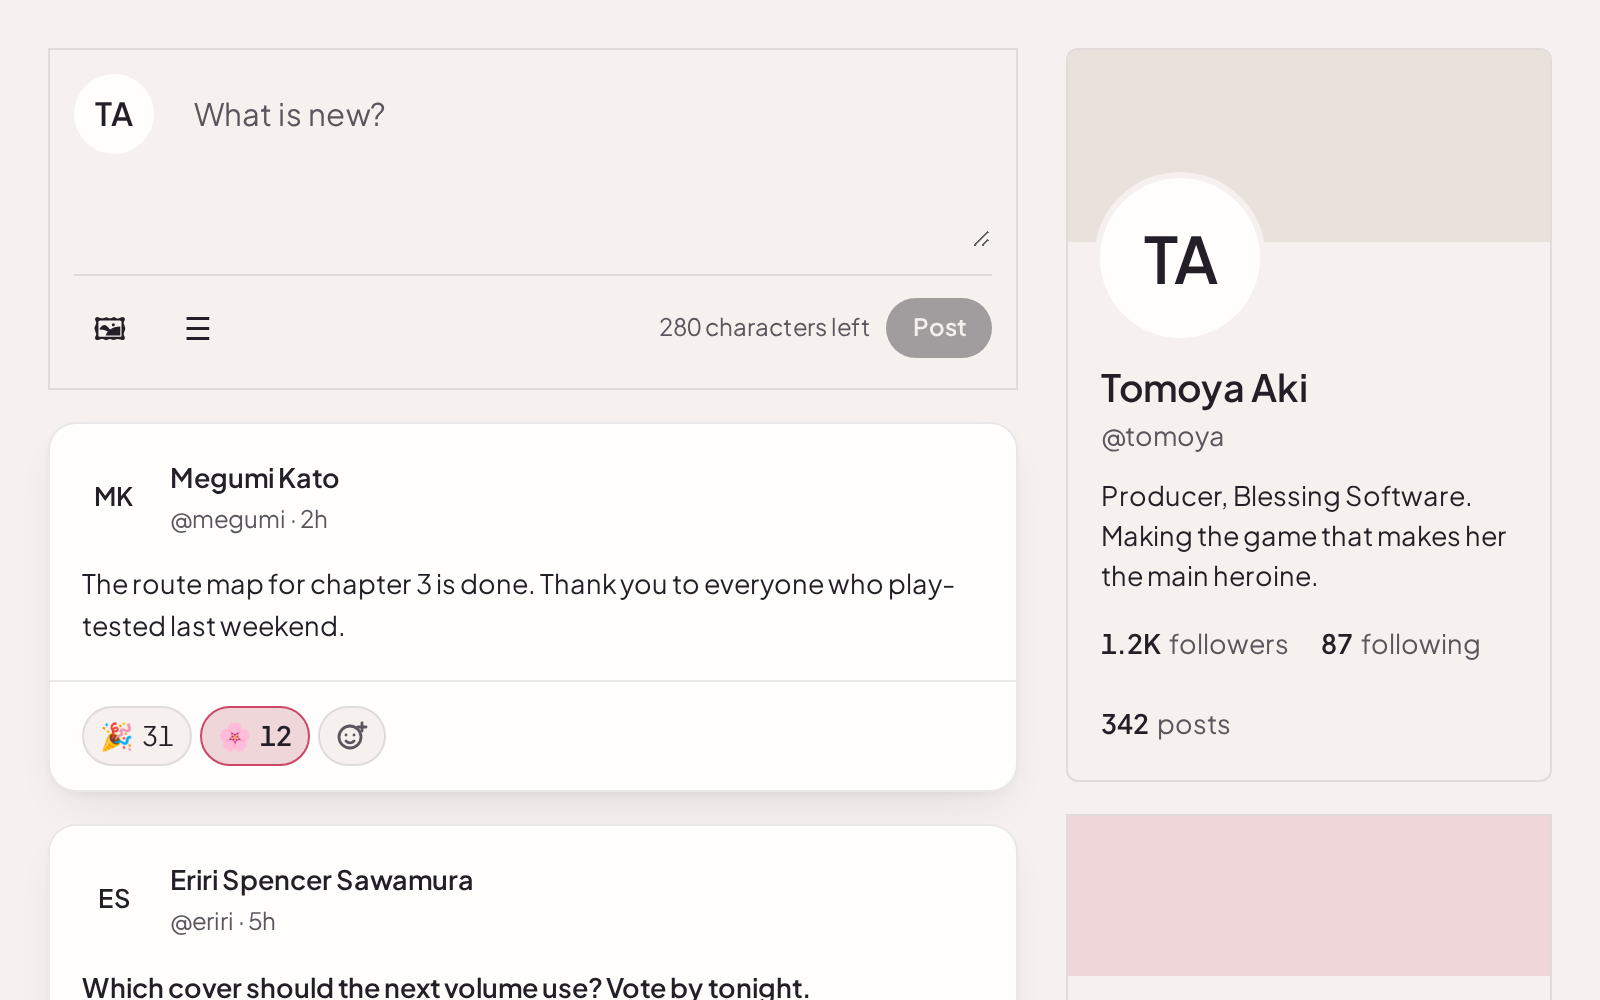 TA
What is new?
280 characters left
Post
MK
Megumi Kato
@megumi · 2h
The route map for chapter 3 is done. Thank you to everyone who play-
tested last weekend.
31
12
ES
Eriri Spencer Sawamura
@eriri · 5h
Which cover should the next volume use? Vote by tonight.
TA
Tomoya Aki
@tomoya
Producer, Blessing Software.
Making the game that makes her
the main heroine.
1.2K followers 87 following
342 posts